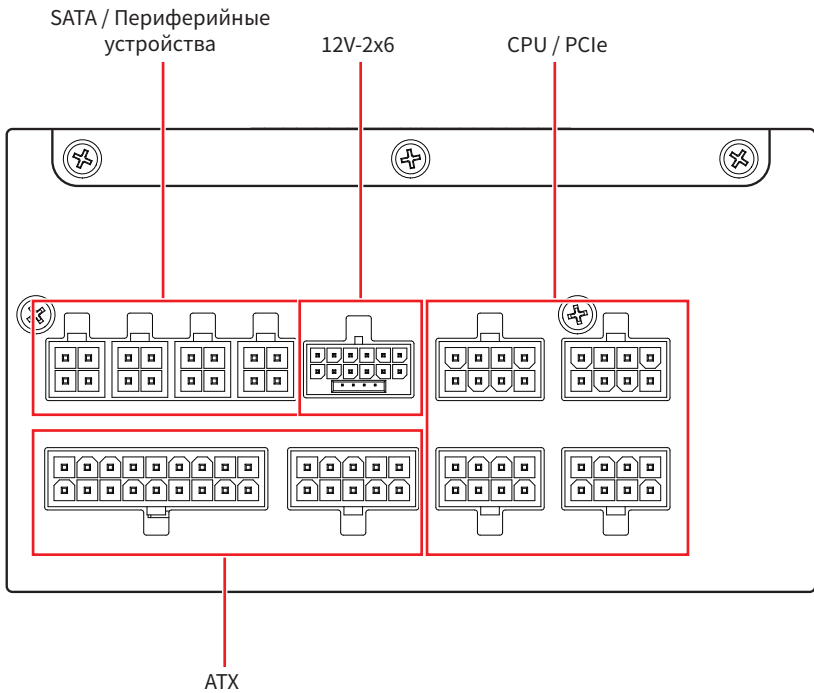 SATA / Периферийные
устройства
12V-2x6
CPU / PCIe
ATX